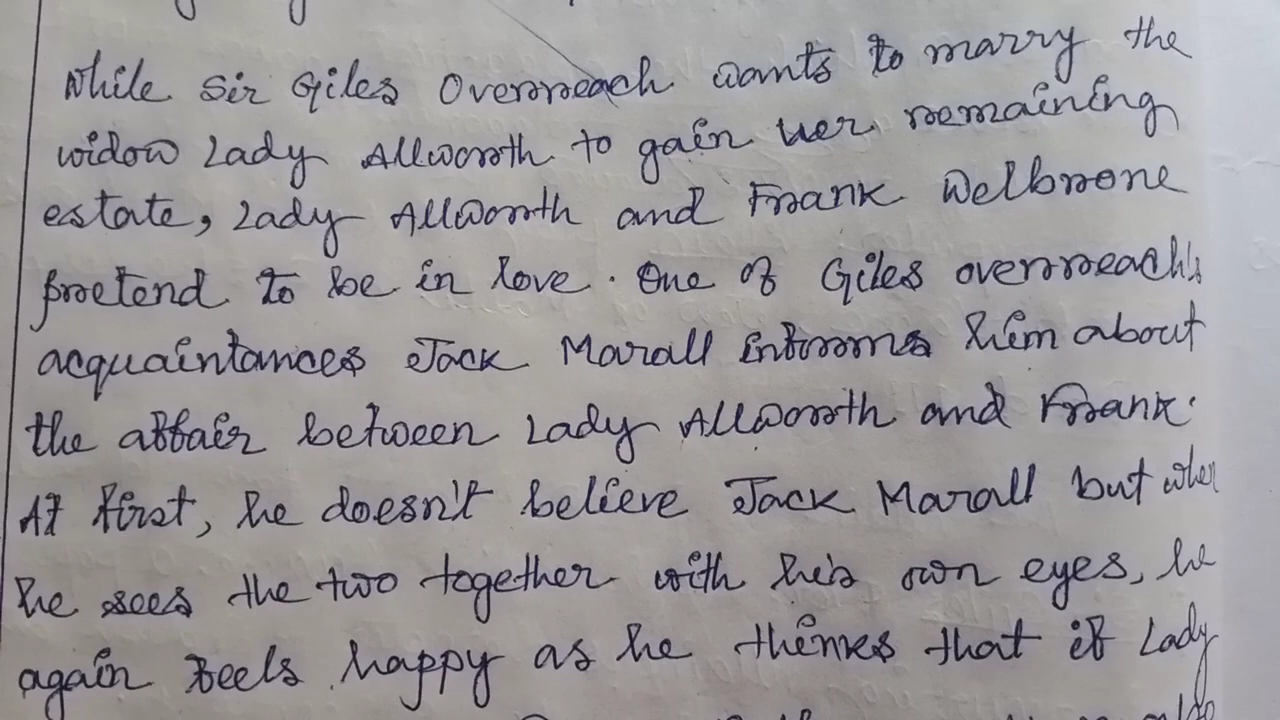 While Sir Giles Overreach wants to marry the
widow Lady Allworth to gain her remaining
estate, Lady Allworth and Frank Welbrone
pretend to be in love. One of Giles overreach's
acquaintances Jack Marall informs him about
the affair between Lady Allworth and Frank.
At first, he doesn't believe Jack Marall but when
he sees the two together with his own eyes, he
again feels happy as he thinks that if Lady